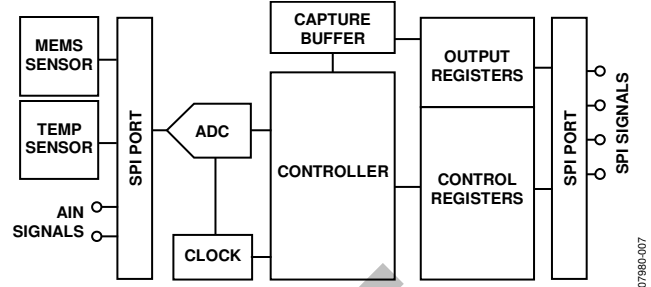 MEMS
SENSOR
TEMP
SENSOR
AIN
SIGNALS
SPI PORT
ADC
CLOCK
CAPTURE
BUFFER
CONTROLLER
OUTPUT
REGISTERS
CONTROL
REGISTERS
SPI PORT
SPI SIGNALS
07980-007